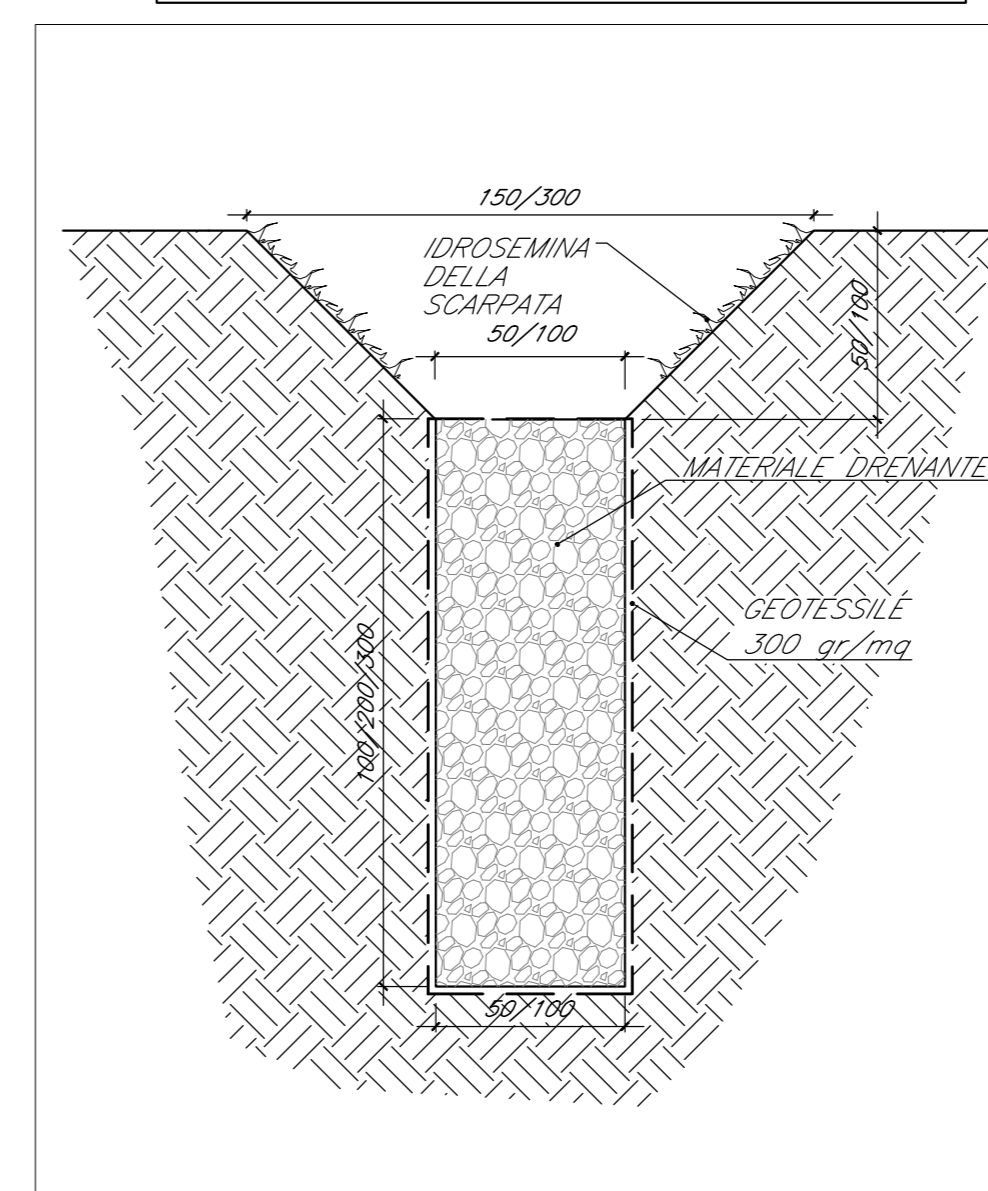 150/300
IDROSEMINA
DELLA
SCARPATA
50/100
50/100
MATERIALE DRENANTE
GEOTESSILE
300 gr/mq
100/200/300
50/100